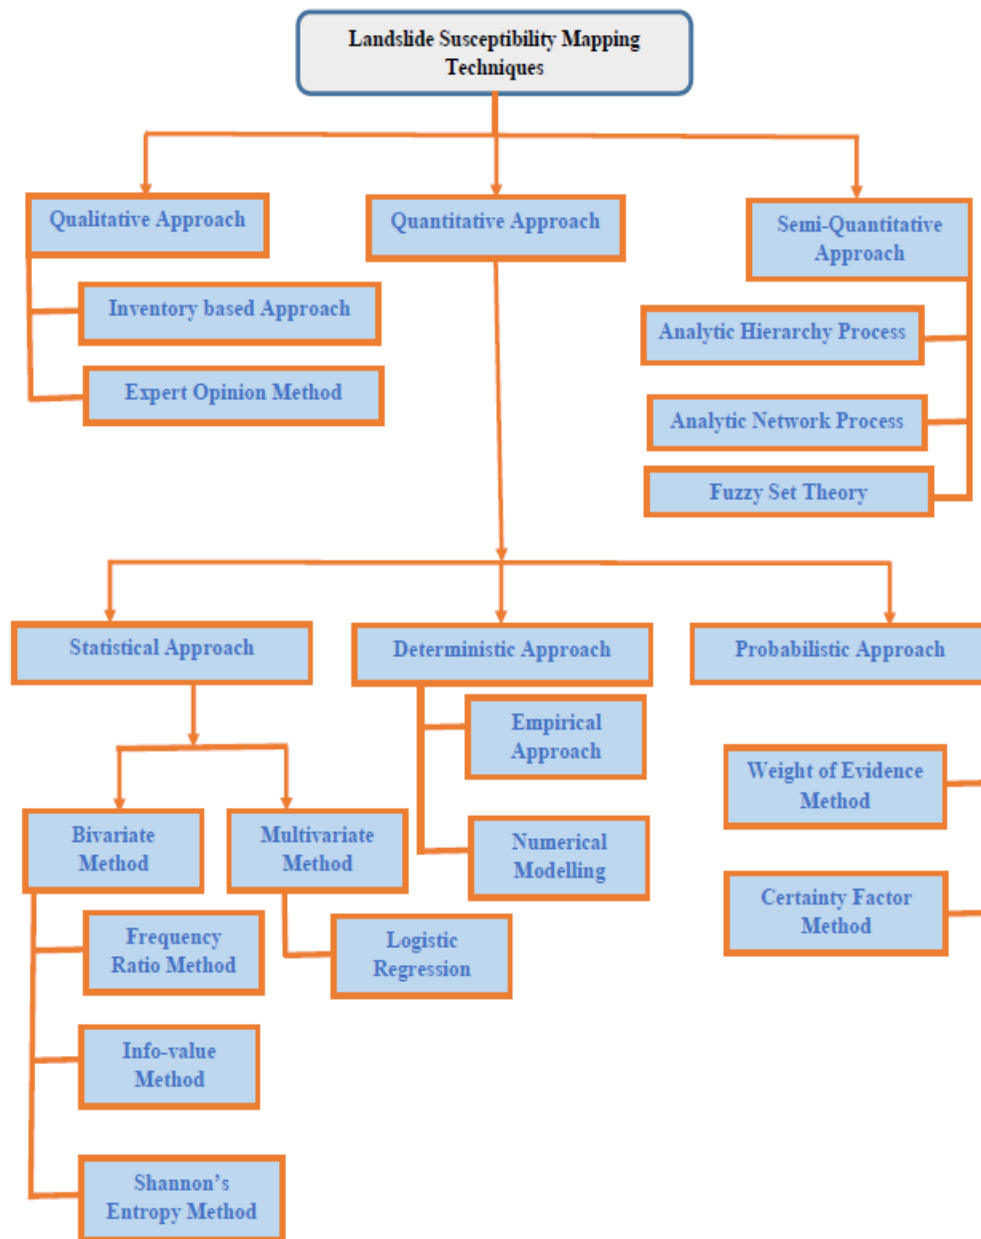 Landslide Susceptibility Mapping
Techniques
Qualitative Approach
Quantitative Approach
Semi-Quantitative
Approach
Inventory based Approach
Expert Opinion Method
Analytic Hierarchy Process
Analytic Network Process
Fuzzy Set Theory
Statistical Approach
Deterministic Approach
Probabilistic Approach
Empirical
Approach
Numerical
Modelling
Weight of Evidence
Method
Certainty Factor
Method
Bivariate
Method
Multivariate
Method
Frequency
Ratio Method
Logistic
Regression
Info-value
Method
Shannon’s
Entropy Method